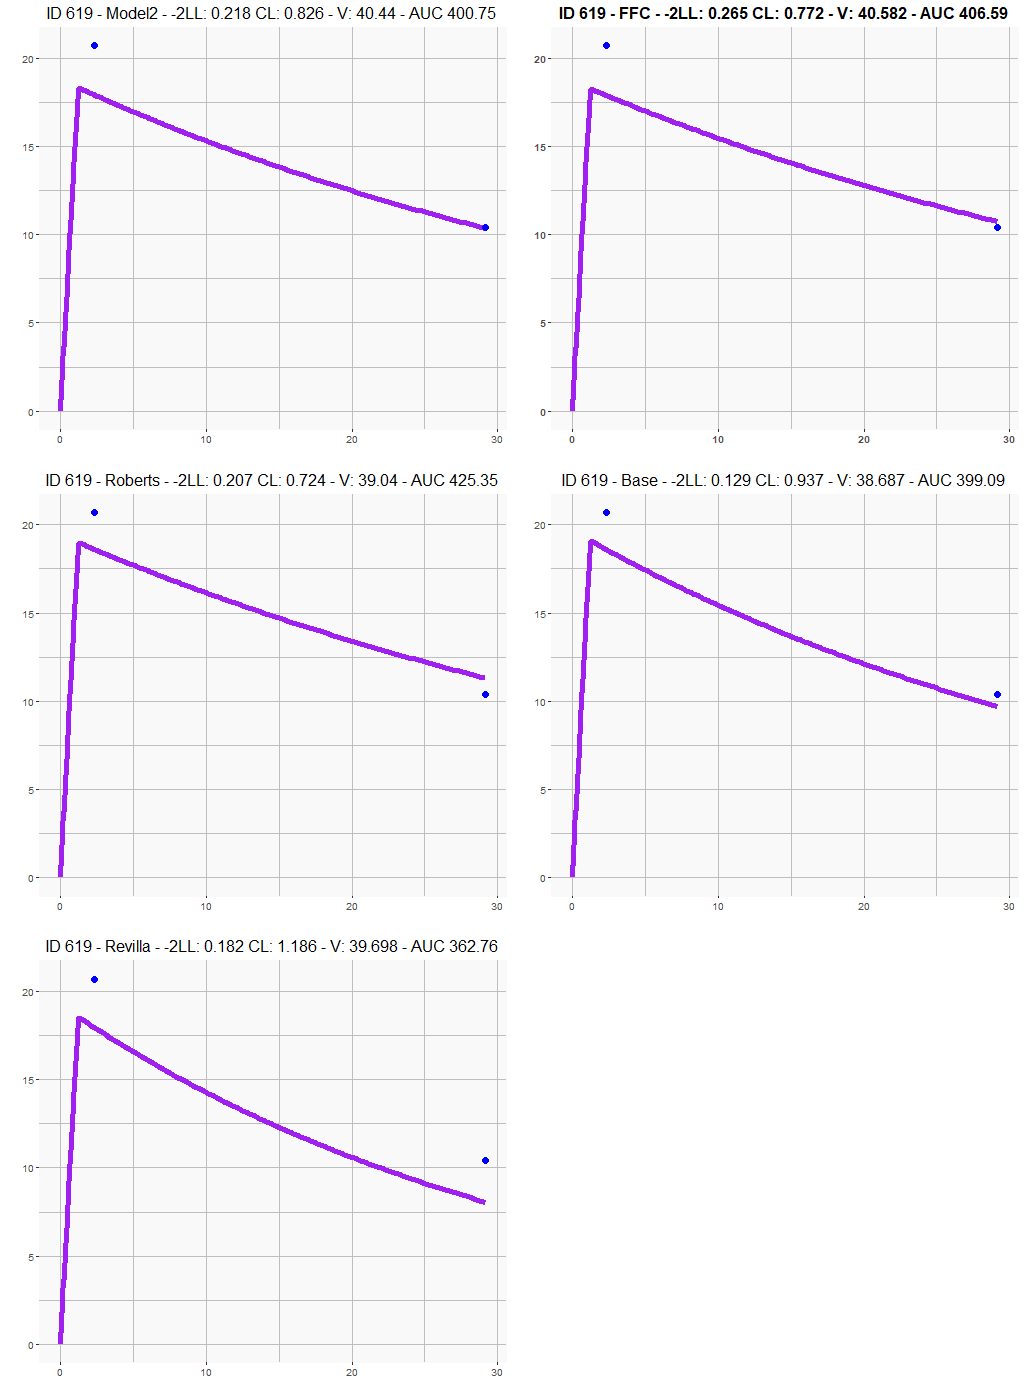 ID 619 - Model2 - -2LL: 0.218 CL: 0.826 - V: 40.44 - AUC 400.75
20
15
10
5
0
0 10 20 30
ID 619 - FFC - -2LL: 0.265 CL: 0.772 - V: 40.582 - AUC 406.59
20
15
10
5
0
0 10 20 30
ID 619 - Roberts - -2LL: 0.207 CL: 0.724 - V: 39.04 - AUC 425.35
20
15
10
5
0
0 10 20 30
ID 619 - Base - -2LL: 0.129 CL: 0.937 - V: 38.687 - AUC 399.09
20
15
10
5
0
0 10 20 30
ID 619 - Revilla - -2LL: 0.182 CL: 1.186 - V: 39.698 - AUC 362.76
20
15
10
5
0
0 10 20 30